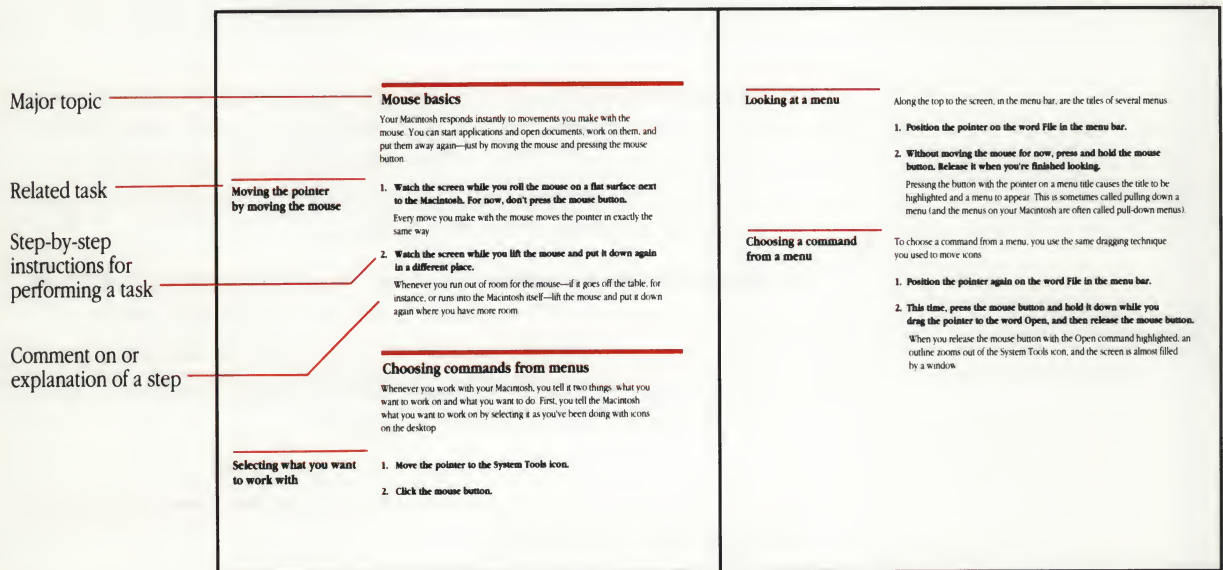 Major topic
Related task
Step-by-step
instructions for
performing a task
Comment on or
explanation of a step
Mouse basics
Your Macintosh responds instantly to movements you make with the
mouse. You can start applications and open documents, work on them, and
put them away again—just by moving the mouse and pressing the mouse
button
Moving the pointer
by moving the mouse
1. Watch the screen while you roll the mouse on a flat surface next
to the Macintosh. For now, don't press the mouse button.
Every move you make with the mouse moves the pointer in exactly the
same way
2. Watch the screen while you lift the mouse and put it down again
in a different place.
Whenever you run out of room for the mouse—if it goes off the table, for
instance, or runs into the Macintosh itself—lift the mouse and put it down
again where you have more room
Choosing commands from menus
Whenever you work with your Macintosh, you tell it two things what you
want to work on and what you want to do First, you tell the Macintosh
what you want to work on by selecting it as you've been doing with icons
on the desktop
Selecting what you want
to work with
1. Move the pointer to the System Tools icon.
2. Click the mouse button.
Looking at a menu
Along the top to the screen, in the menu bar, are the titles of several menus
1. Position the pointer on the word File in the menu bar.
2. Without moving the mouse for now, press and hold the mouse
button. Release it when you're finished looking.
Pressing the button with the pointer on a menu title causes the title to be
highlighted and a menu to appear This is sometimes called pulling down a
menu (and the menus on your Macintosh are often called pull-down menus).
Choosing a command
from a menu
To choose a command from a menu, you use the same dragging technique
you used to move icons
1. Position the pointer again on the word File in the menu bar.
2. This time, press the mouse button and hold it down while you
drag the pointer to the word Open, and then release the mouse button.
When you release the mouse button with the Open command highlighted, an
outline zooms out of the System Tools icon, and the screen is almost filled
by a window